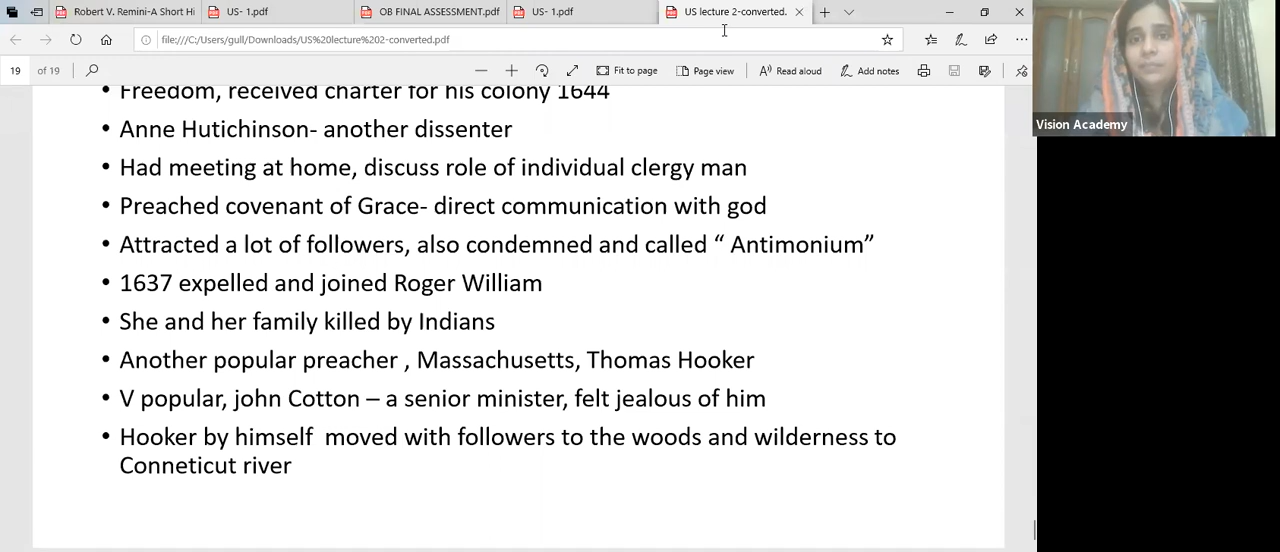 Robert V. Remini-A Short Hi
US- 1.pdf
OB FINAL ASSESSMENT.pdf
US- 1.pdf
US lecture 2-converted.
file:///C:/Users/gull/Downloads/US%20lecture%202-converted.pdf
19 of 19
Fit to page
Page view
Read aloud
Add notes
Vision Academy
• Freedom, received charter for his colony 1644
• Anne Hutichinson- another dissenter
• Had meeting at home, discuss role of individual clergy man
• Preached covenant of Grace- direct communication with god
• Attracted a lot of followers, also condemned and called “ Antimonium”
• 1637 expelled and joined Roger William
• She and her family killed by Indians
• Another popular preacher , Massachusetts, Thomas Hooker
• V popular, john Cotton – a senior minister, felt jealous of him
• Hooker by himself  moved with followers to the woods and wilderness to
Conneticut river